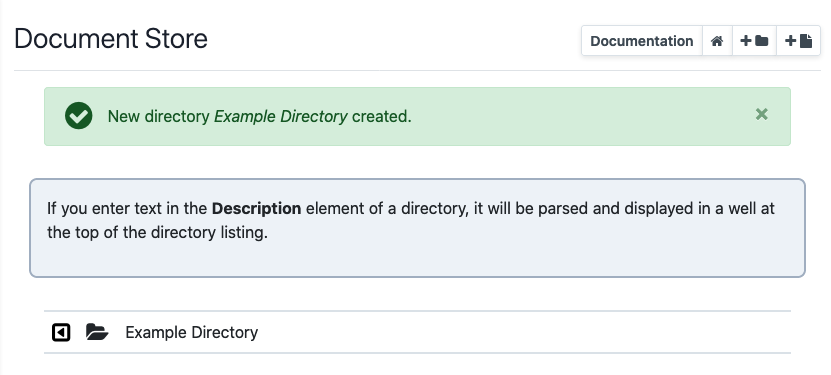 Document Store
Documentation
New directory Example Directory created.
If you enter text in the Description element of a directory, it will be parsed and displayed in a well at
the top of the directory listing.
Example Directory